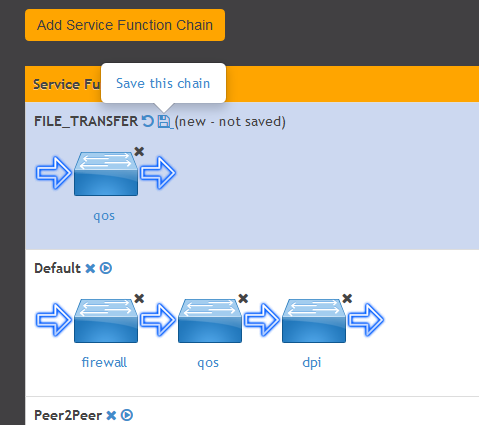 Add Service Function Chain
Service Fu
Save this chain
FILE_TRANSFER (new - not saved)
qos
Default
firewall qos dpi
Peer2Peer